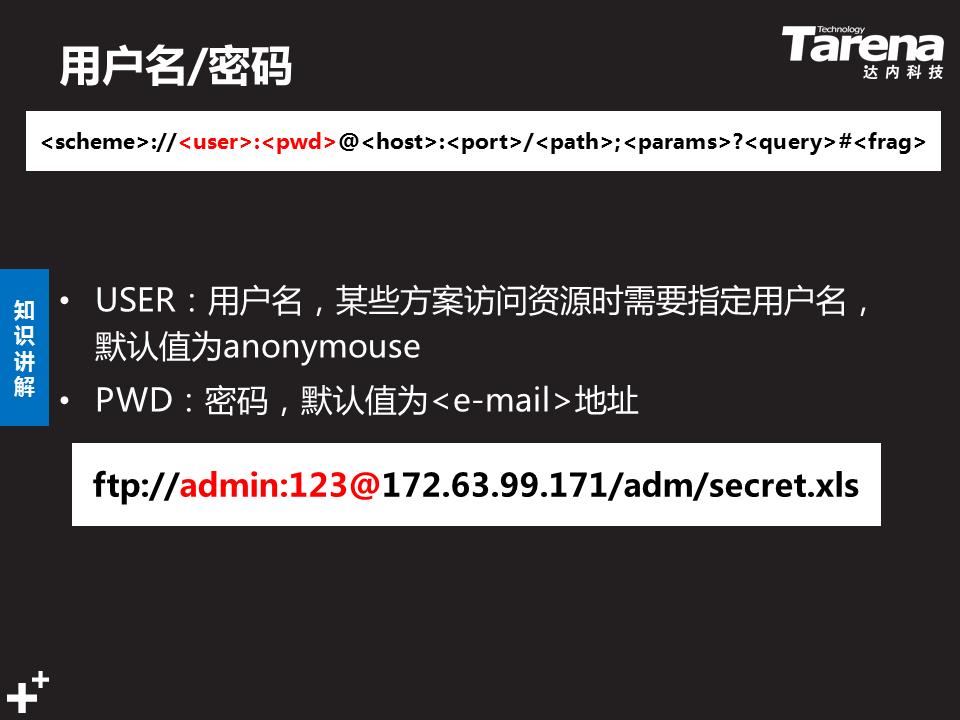 用户名/密码
Technology
Tarena
达内科技
<scheme>://<user>:<pwd>@<host>:<port>/<path>;<params>?<query>#<frag>
知识讲解
• USER：用户名，某些方案访问资源时需要指定用户名，
默认值为anonymouse
• PWD：密码，默认值为<e-mail>地址
ftp://admin:123@172.63.99.171/adm/secret.xls